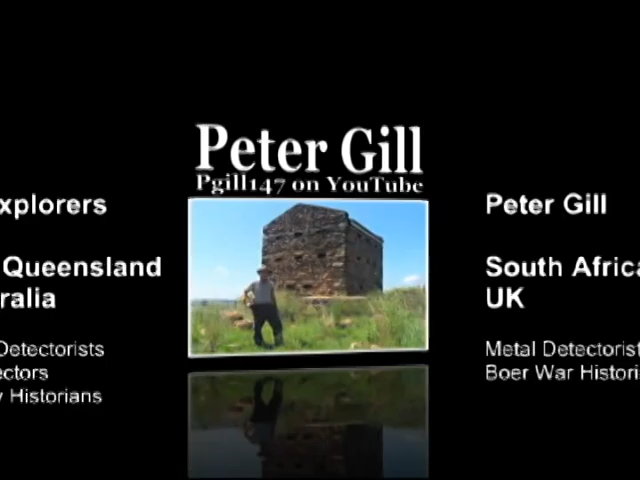 Peter Gill
Pgill147 on YouTube
xplorers
Queensland
ralia
Detectorists
ectors
Historians
Peter Gill
South Africa
UK
Metal Detectorist
Boer War Histori